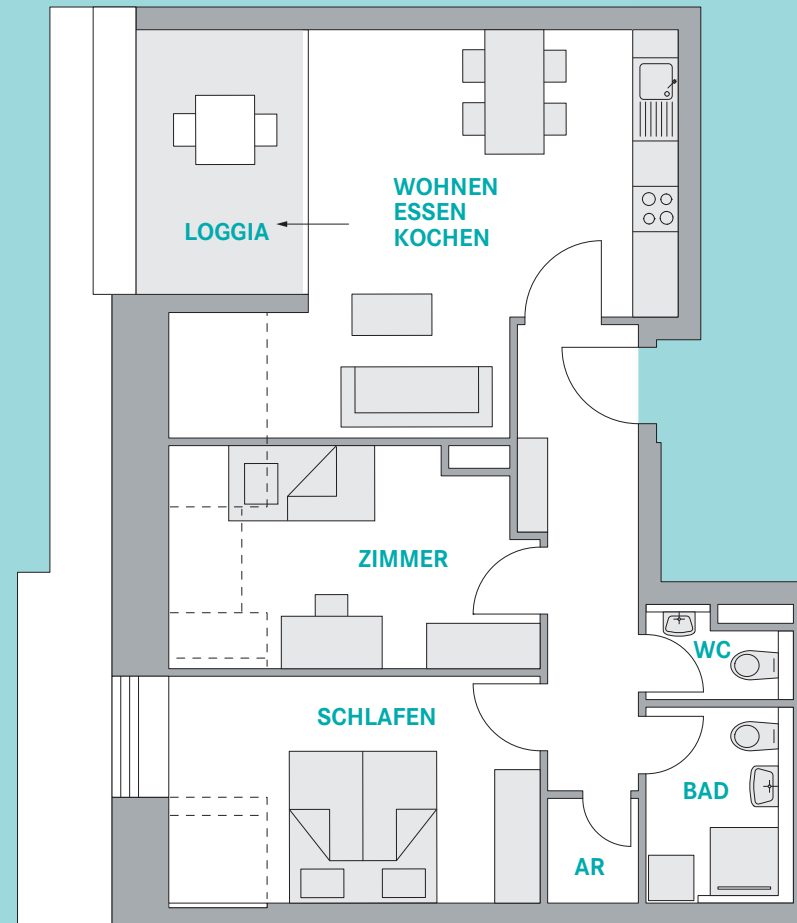 WOHNEN
ESSEN
KOCHEN
LOGGIA
ZIMMER
WC
SCHLAFEN
BAD
AR